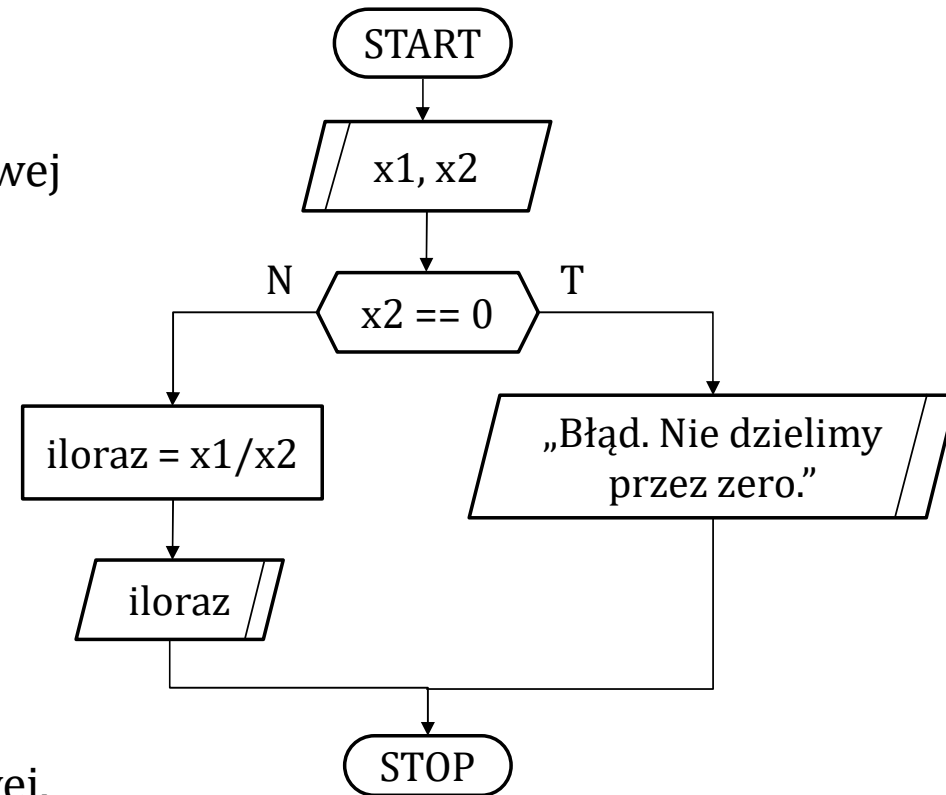 START
wej
x1, x2
N
T
x2 == 0
iloraz = x1/x2
„Błąd. Nie dzielimy
przez zero.”
iloraz
STOP